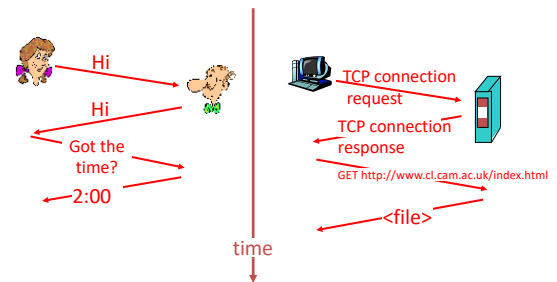 Hi
Hi
Got the
time?
2:00
TCP connection
request
TCP connection
response
GET http://www.cl.cam.ac.uk/index.html
<file>
time